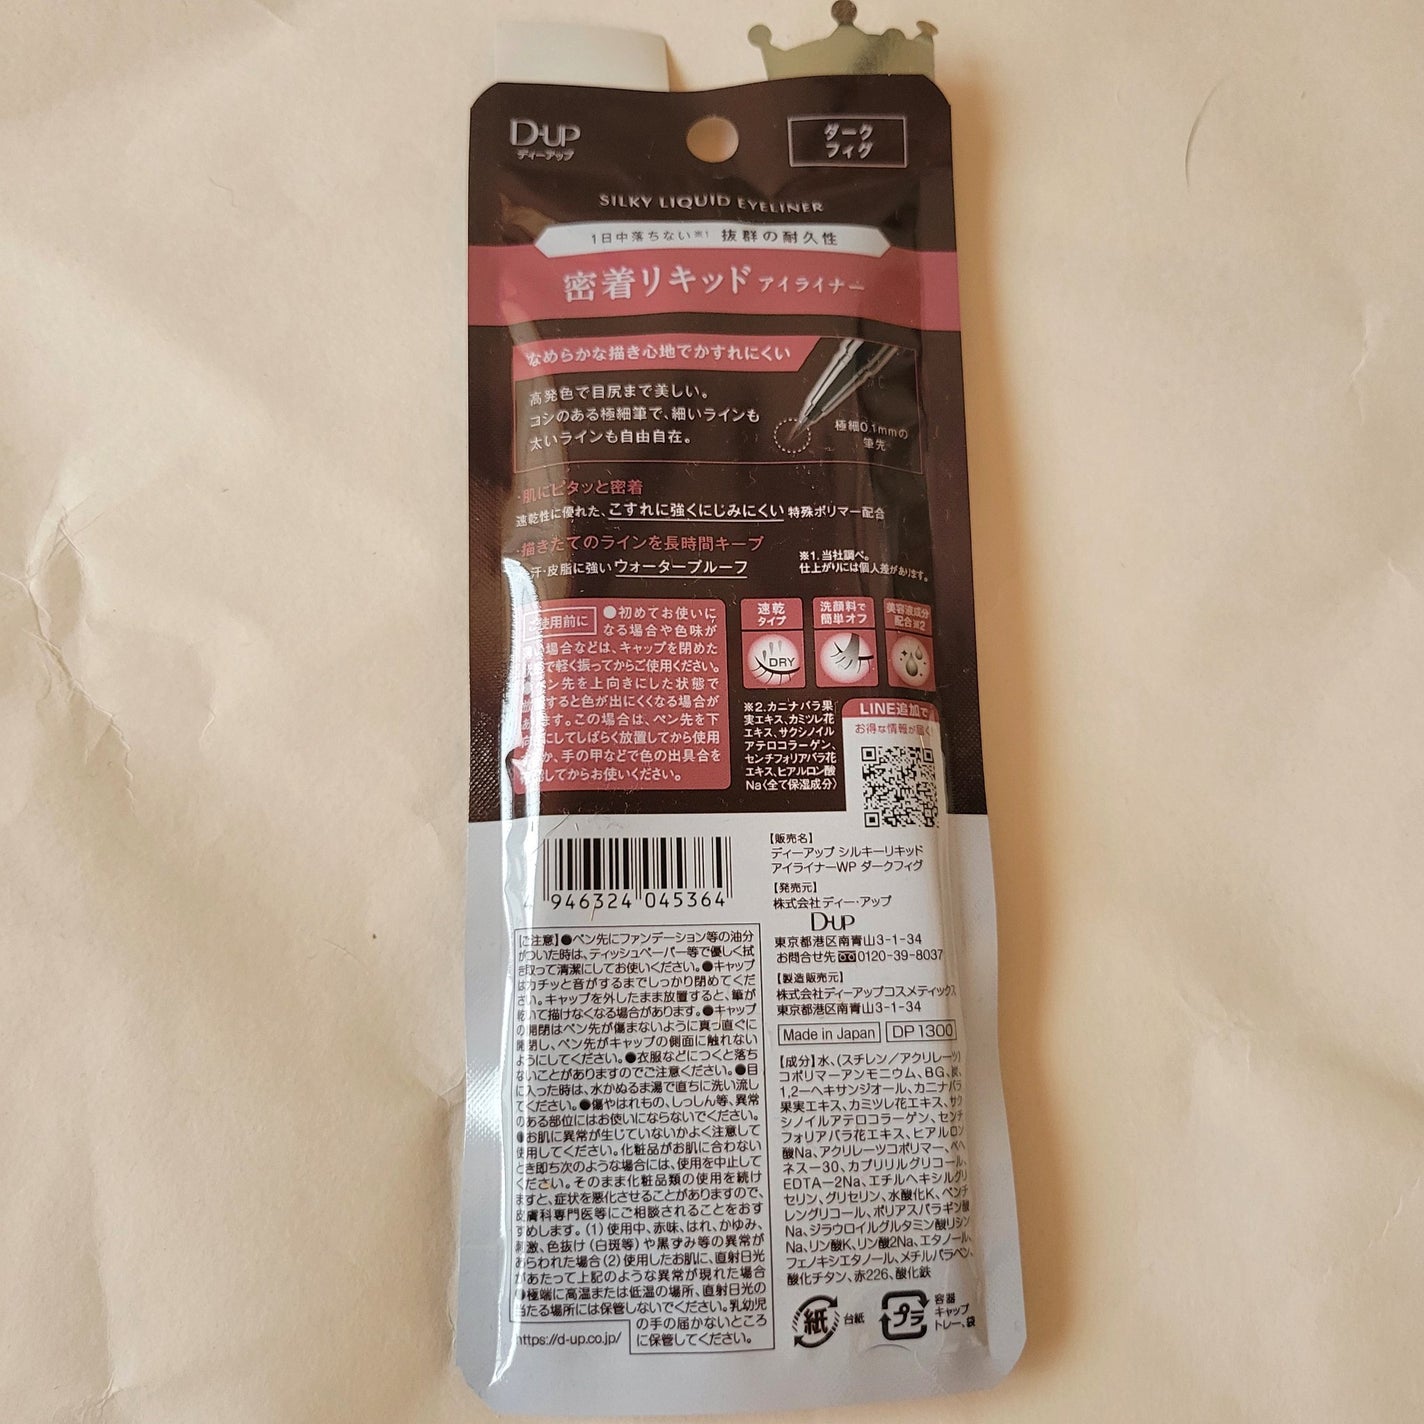 D-UP
ディーアップ
ダーク
フィグ
SILKY LIQUID EYELINER
1日中落ちない※1 抜群の耐久性
密着リキッド アイライナー
なめらかな描き心地でかすれにくい
高発色で目尻まで美しい。
コシのある極細筆で、細いラインも
太いラインも自由自在。
極細0.1mmの
筆先
・肌にピタッと密着
速乾性に優れた、こすれに強くにじみにくい 特殊ポリマー配合
・描きたてのラインを長時間キープ
汗・皮脂に強い ウォータープルーフ
※1.当社調べ。
仕上がりには個人差があります。
使用前に
●初めてお使いに
なる場合や色味が
場合などは、キャップを閉めた
で軽く振ってからご使用ください。
ペン先を上向きにした状態で
すると色が出にくくなる場合が
ます。この場合は、ペン先を下
にしてしばらく放置してから使用
か、手の甲などで色の出具合を
してからお使いください。
速乾
タイプ
DRY
洗顔料で
簡単オフ
美容液成分
配合※2
※2.カニナバラ果
実エキス、カミツレ花
エキス、サクシノイル
アテロコラーゲン、
センチフォリアバラ花
エキス、ヒアルロン酸
Na〈全て保湿成分〉
LINE追加で
お得な情報が届く
4 946324 045364
【販売名】
ディーアップ シルキーリキッド
アイライナーWP ダークフィグ
【発売元】
株式会社ディー・アップ
D-UP
東京都港区南青山3-1-34
お問合せ先 0120-39-8037
【製造販売元】
株式会社ディーアップコスメティックス
東京都港区南青山3-1-34
Made in Japan
DP1300
【成分】水、(スチレン/アクリレーツ)
コポリマーアンモニウム、BG、炭、
1,2-ヘキサンジオール、カニナバラ
果実エキス、カミツレ花エキス、サク
シノイルアテロコラーゲン、センチ
フォリアバラ花エキス、ヒアルロン
酸Na、アクリレーツコポリマー、ベヘ
ネス-30、カプリリルグリコール、
EDTA-2Na、エチルヘキシルグリ
セリン、グリセリン、水酸化K、ペンチ
レングリコール、ポリアスパラギン酸
Na、ジラウロイルグルタミン酸リシン
Na、リン酸K、リン酸2Na、エタノール、
フェノキシエタノール、メチルパラベン、
酸化チタン、赤226、酸化鉄
【ご注意】●ペン先にファンデーション等の油分
がついた時は、ティッシュペーパー等で優しく拭
き取って清潔にしてお使いください。●キャップ
はカチッと音がするまでしっかり閉めてくだ
さい。キャップを外したまま放置すると、筆が
乾いて描けなくなる場合があります。●キャップ
の開閉はペン先が傷まないように真っ直ぐに
開閉し、ペン先がキャップの側面に触れない
ようにしてください。●衣服などにつくと落ち
ないことがありますのでご注意ください。●目
に入った時は、水かぬるま湯で直ちに洗い流し
てください。●傷やはれもの、しっしん等、異常
のある部位にはお使いにならないでください。
●お肌に異常が生じていないかよく注意して
使用してください。化粧品がお肌に合わない
とき即ち次のような場合には、使用を中止して
ください。そのまま化粧品類の使用を続け
ますと、症状を悪化させることがありますので、
皮膚科専門医等にご相談されることをおす
すめします。(1)使用中、赤味、はれ、かゆみ、
刺激、色抜け(白斑等)や黒ずみ等の異常が
あらわれた場合(2)使用したお肌に、直射日光
があたって上記のような異常が現れた場合
●極端に高温または低温の場所、直射日光の
当たる場所には保管しないでください。乳幼児
の手の届かないところ
に保管してください。
https://d-up.co.jp/
紙
台紙
プラ
容器
キャップ
トレー、袋